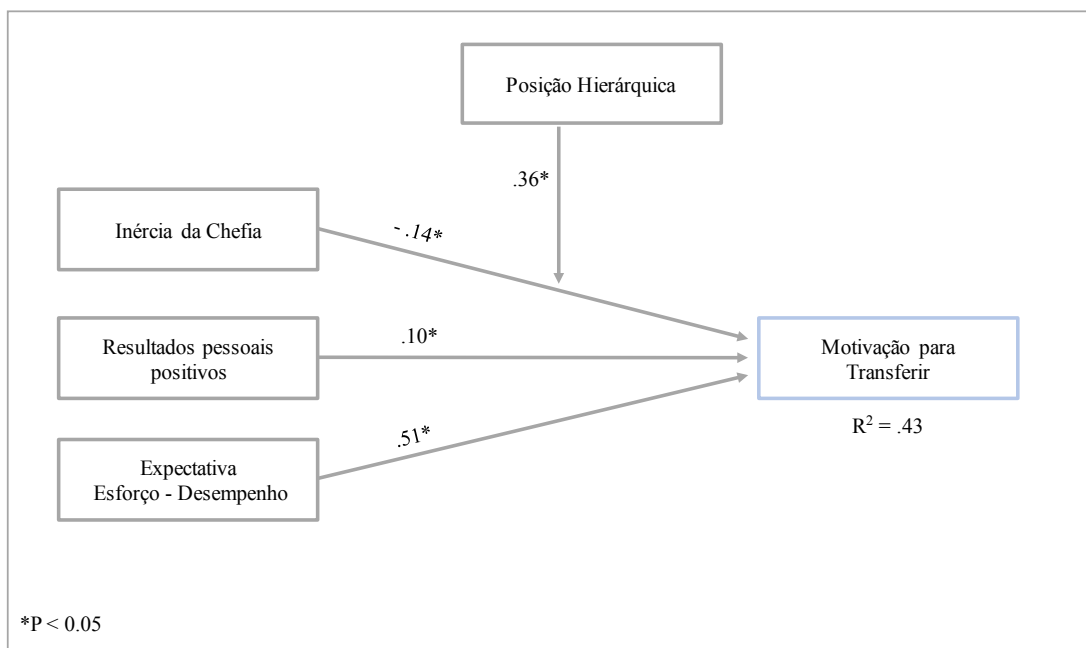 Posição Hierárquica
.36*
Inércia da Chefia
- .14*
Resultados pessoais
positivos
.10*
Motivação para
Transferir
R² = .43
.51*
Expectativa
Esforço - Desempenho
*P < 0.05